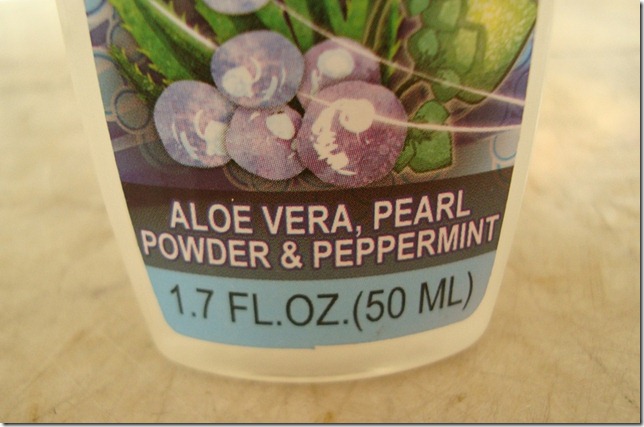 ALOE VERA, PEARL
POWDER & PEPPERMINT
1.7 FL.OZ.(50 ML)